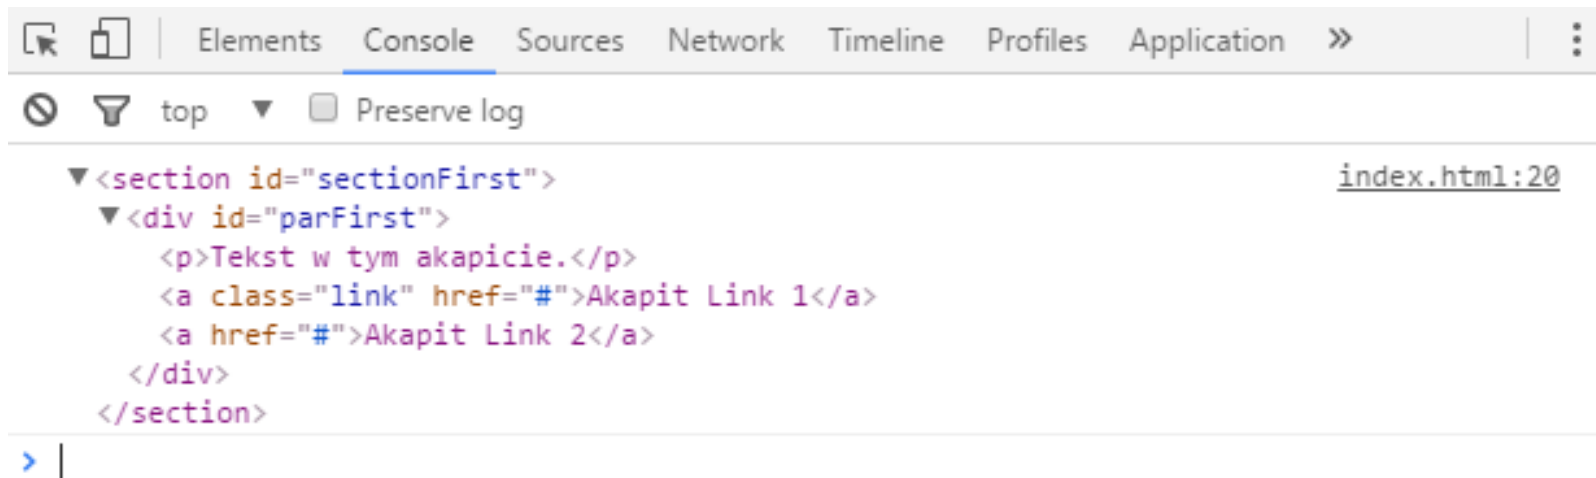 Elements Console Sources Network Timeline Profiles Application »
top ▼ Preserve log
▼<section id="sectionFirst"> index.html:20
▼<div id="parFirst">
<p>Tekst w tym akapicie.</p>
<a class="link" href="#">Akapit Link 1</a>
<a href="#">Akapit Link 2</a>
</div>
</section>
>